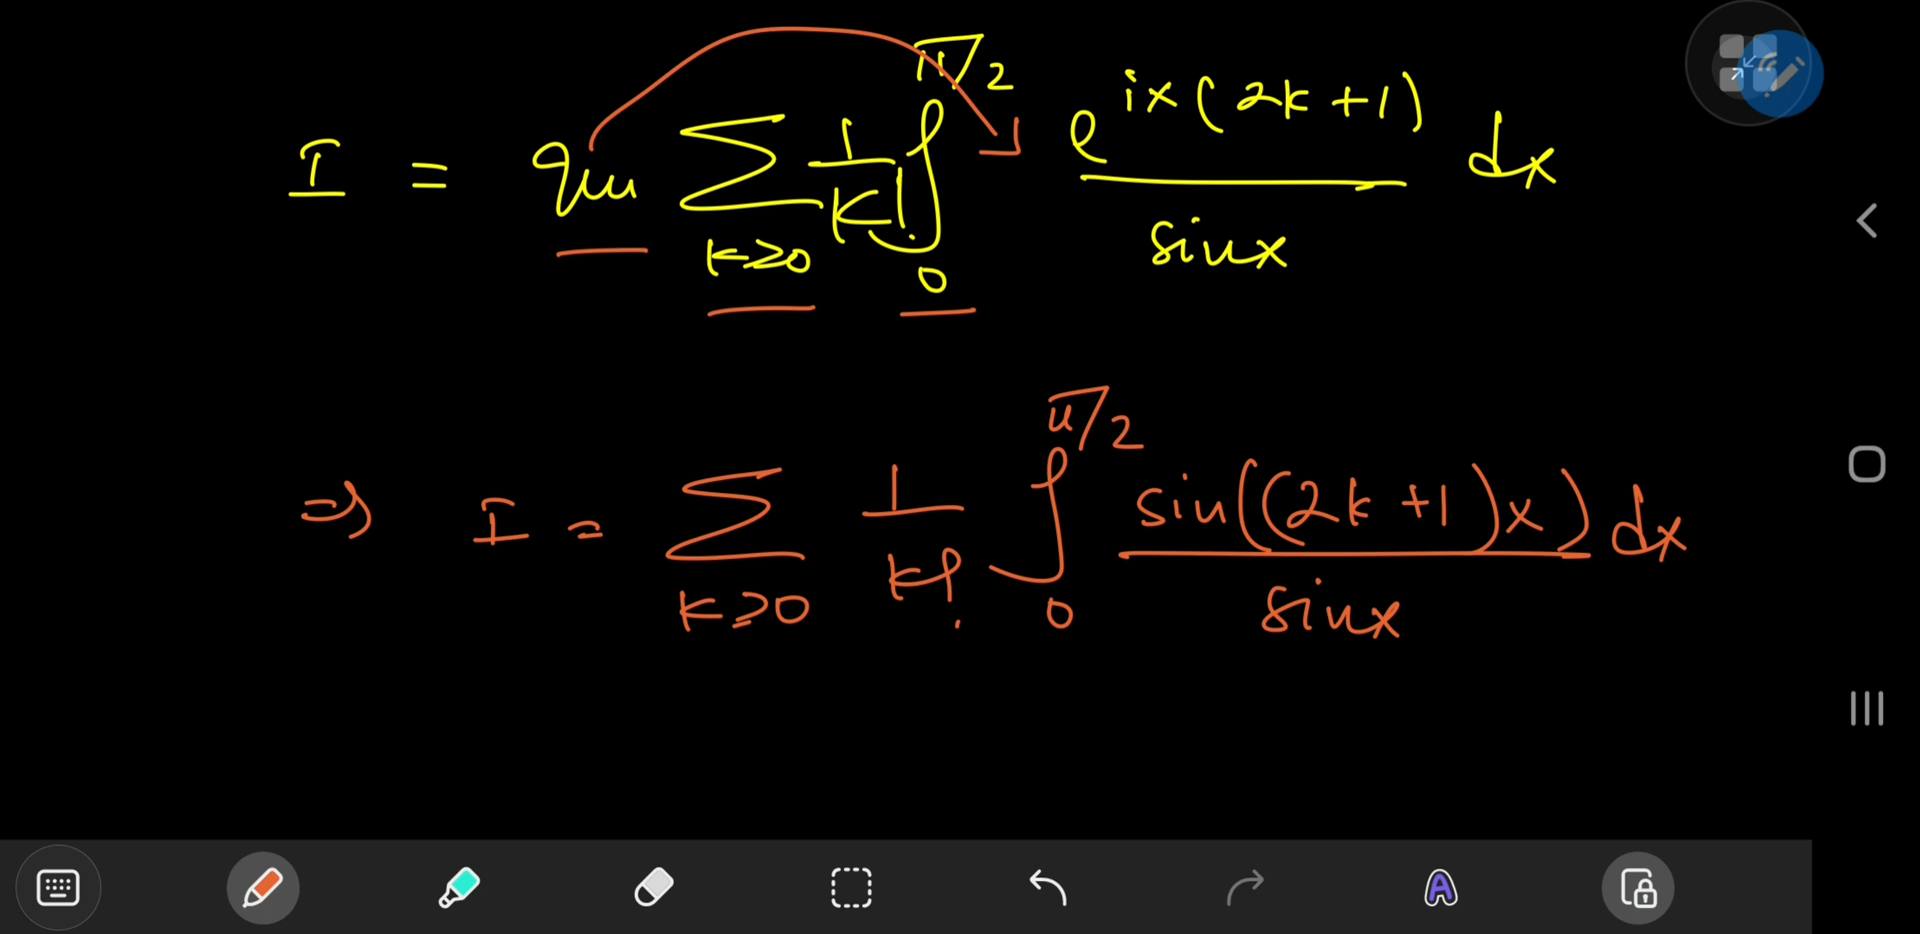 I = Im ∑_{k≥0} 1/k! ∫_0^{π/2} e^{ix(2k+1)}/sinx dx
⇒ I = ∑_{k≥0} 1/k! ∫_0^{π/2} sin((2k+1)x)/sinx dx
A